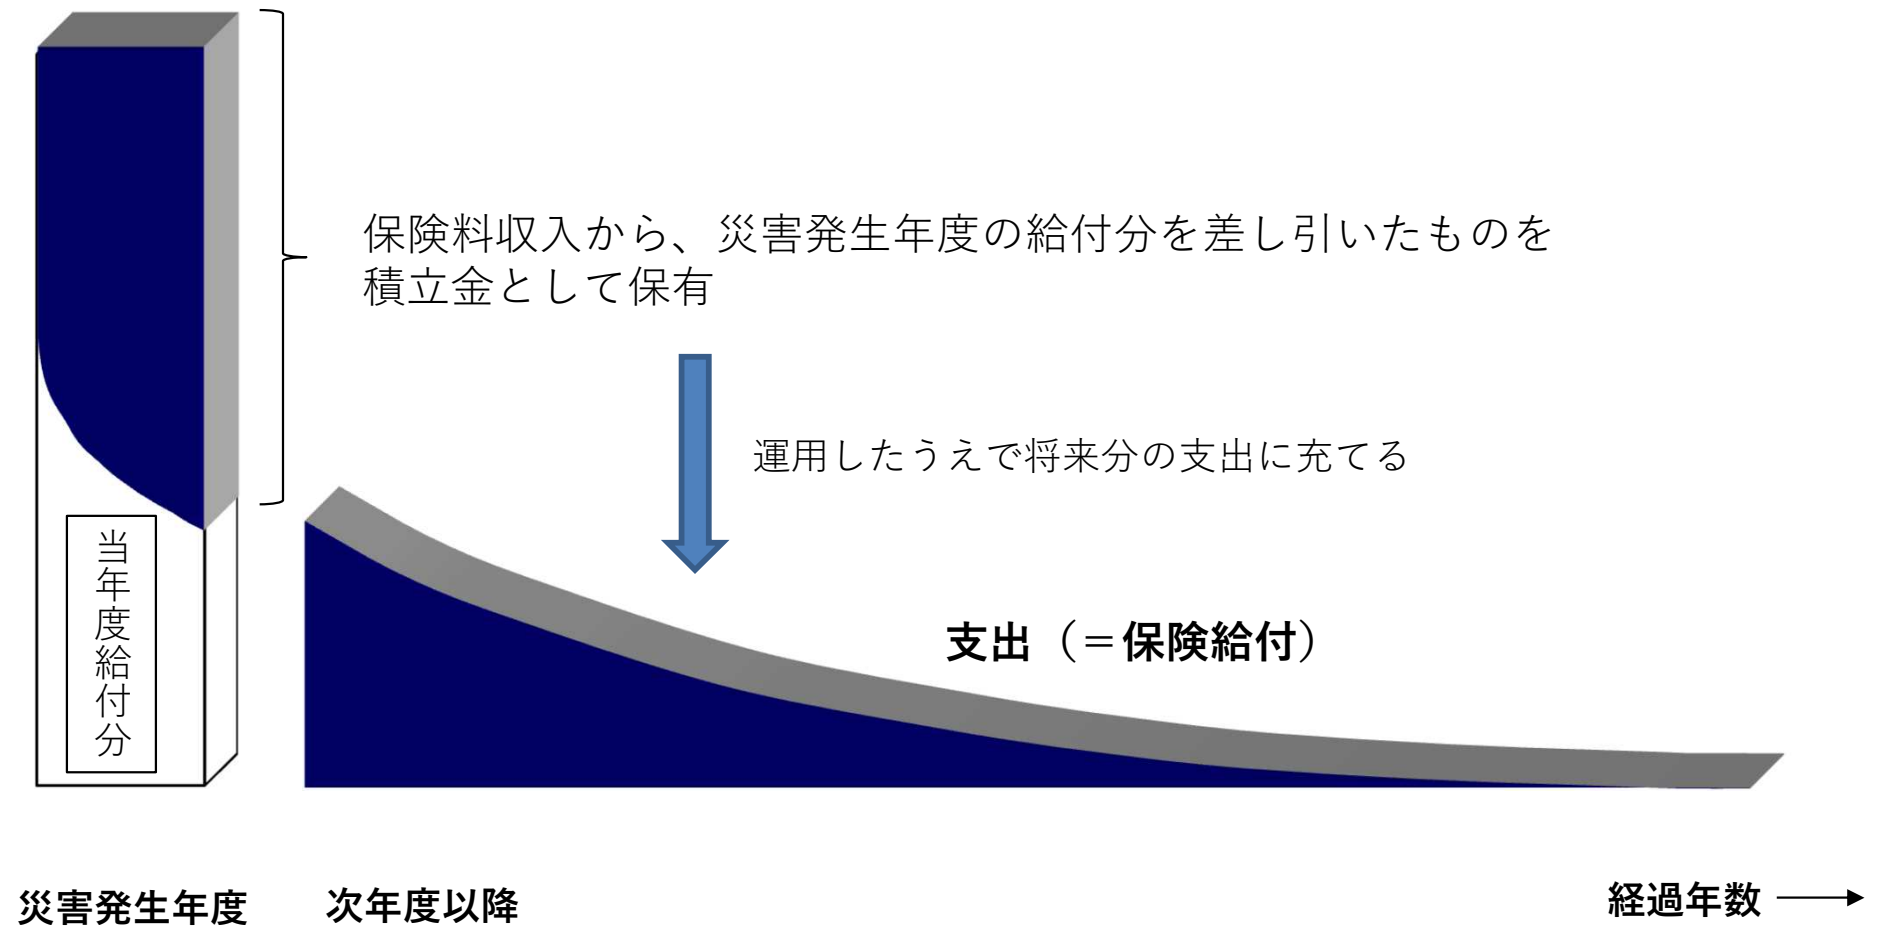 保険料収入から、災害発生年度の給付分を差し引いたものを
積立金として保有
運用したうえで将来分の支出に充てる
当年度給付分
支出（＝保険給付）
災害発生年度
次年度以降
経過年数